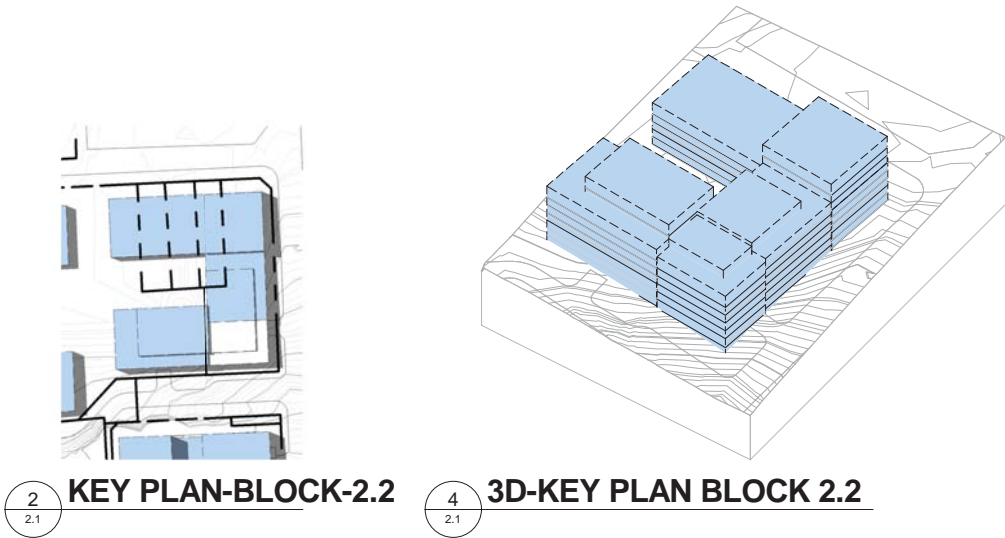 2
2.1
KEY PLAN-BLOCK-2.2
4
2.1
3D-KEY PLAN BLOCK 2.2